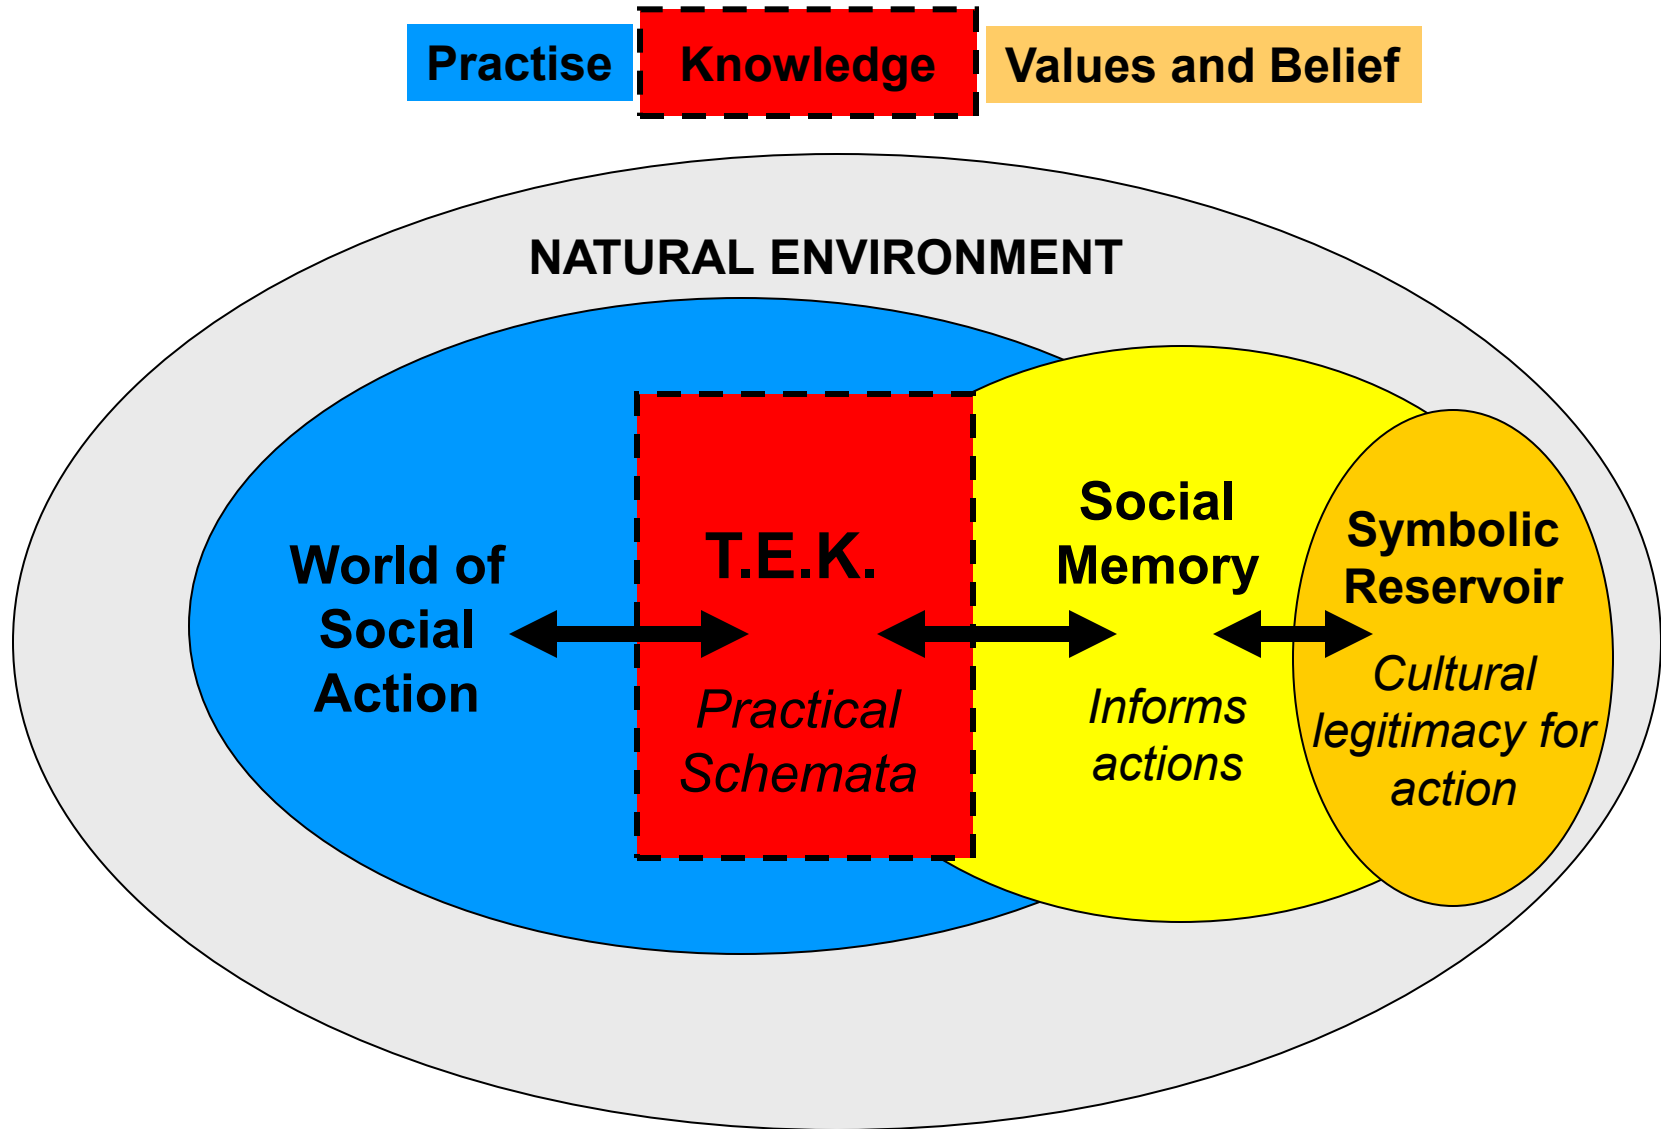 Practise
Knowledge
Values and Belief
NATURAL ENVIRONMENT
World of
Social
Action
T.E.K.
Practical
Schemata
Social
Memory
Informs
actions
Symbolic
Reservoir
Cultural
legitimacy for
action